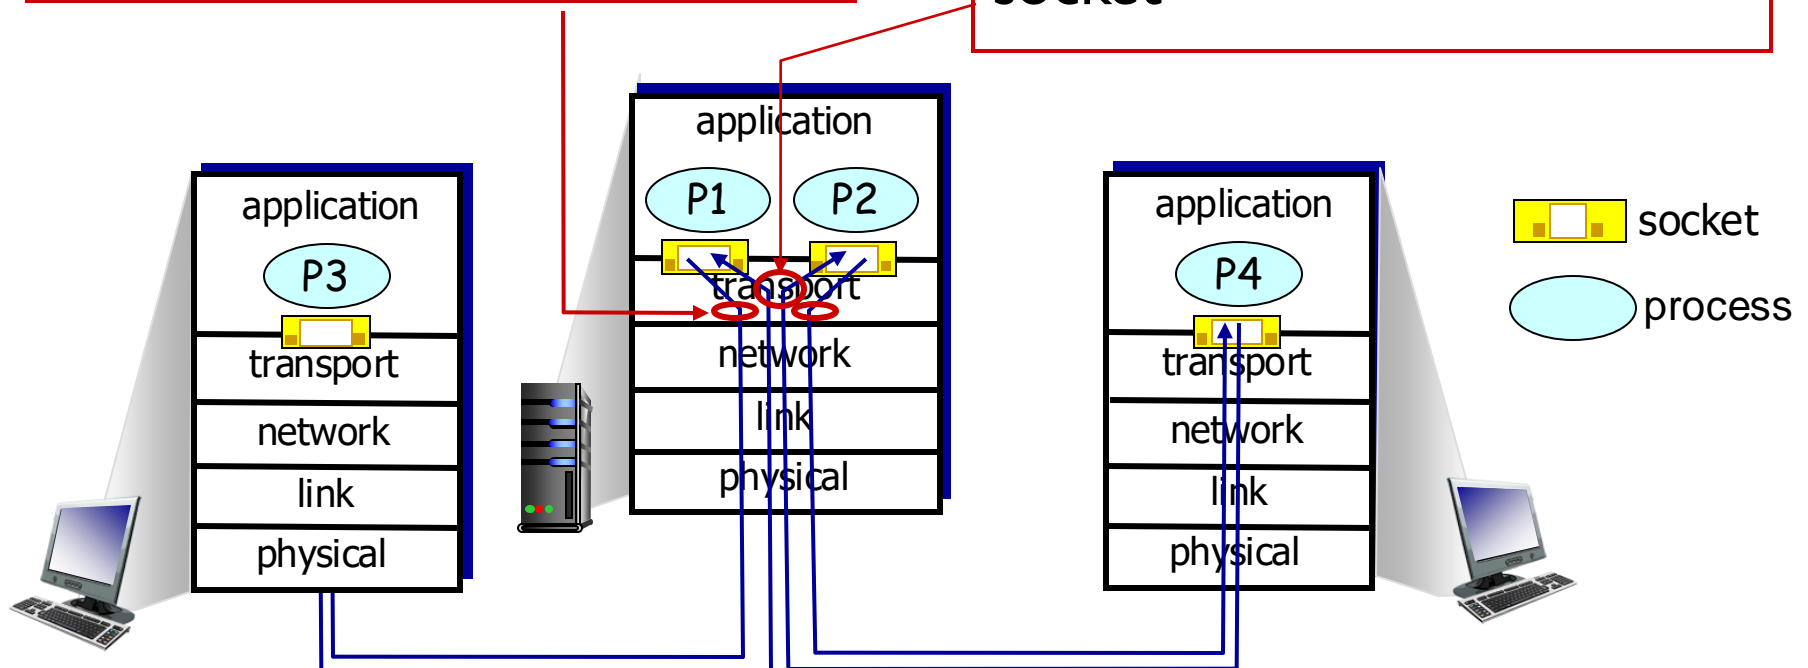 socket
application
P1 P2
transport
network
link
physical
application
P3
transport
network
link
physical
application
P4
transport
network
link
physical
socket
process